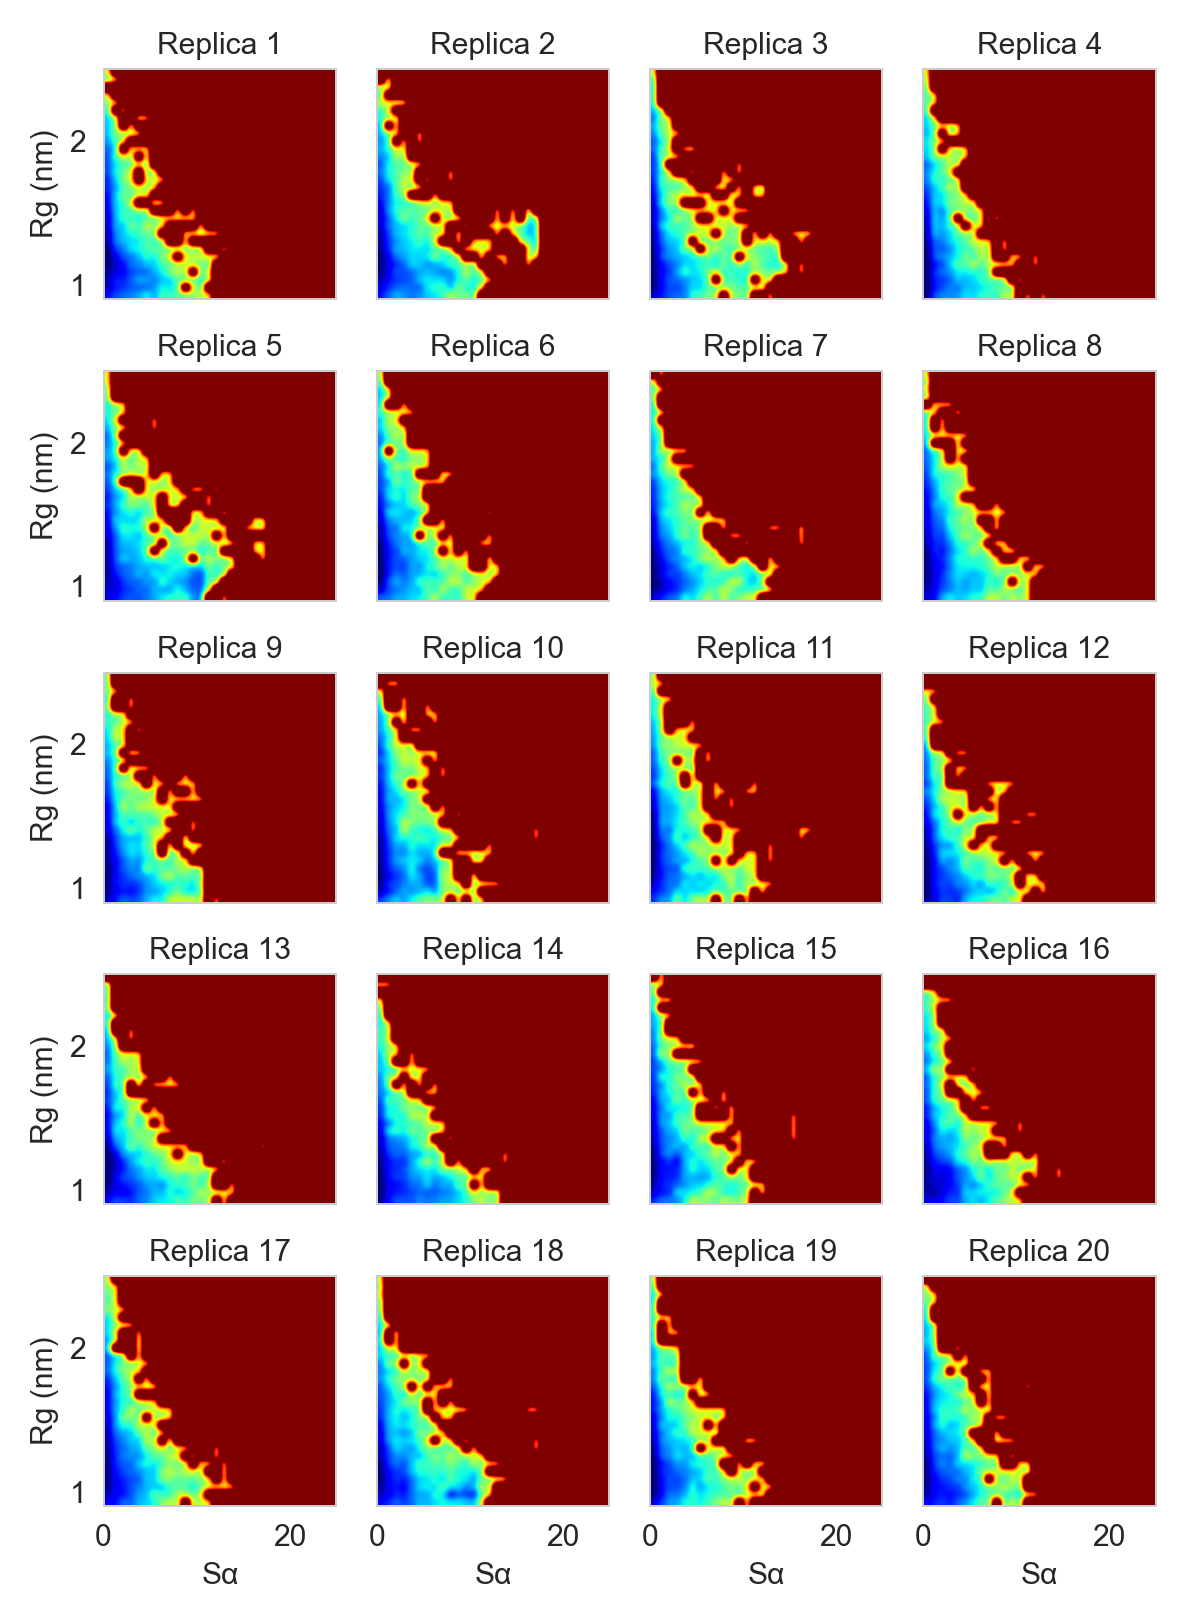 Replica 1 Replica 2 Replica 3 Replica 4
Rg (nm)
2
1
Replica 5 Replica 6 Replica 7 Replica 8
Rg (nm)
2
1
Replica 9 Replica 10 Replica 11 Replica 12
Rg (nm)
2
1
Replica 13 Replica 14 Replica 15 Replica 16
Rg (nm)
2
1
Replica 17 Replica 18 Replica 19 Replica 20
Rg (nm)
2
1
0 20 0 20 0 20 0 20
Sα Sα Sα Sα